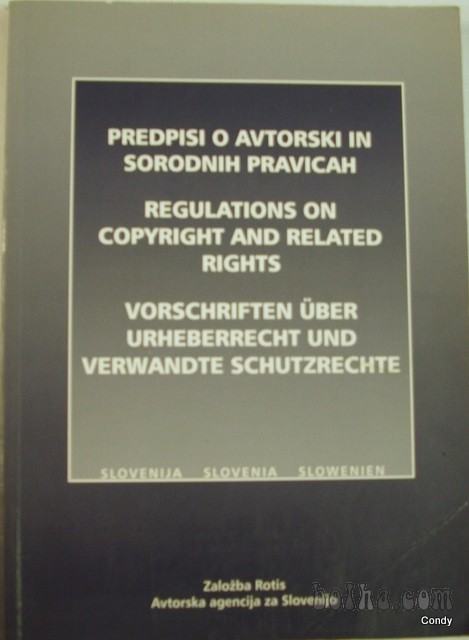 PREDPISI O AVTORSKI IN
SORODNIH PRAVICAH
REGULATIONS ON
COPYRIGHT AND RELATED
RIGHTS
VORSCHRIFTEN ÜBER
URHEBERRECHT UND
VERWANDTE SCHUTZRECHTE
SLOVENIJA SLOVENIA SLOWENIEN
Založba Rotis
Avtorska agencija za Slovenijo
bolha.com
Condy